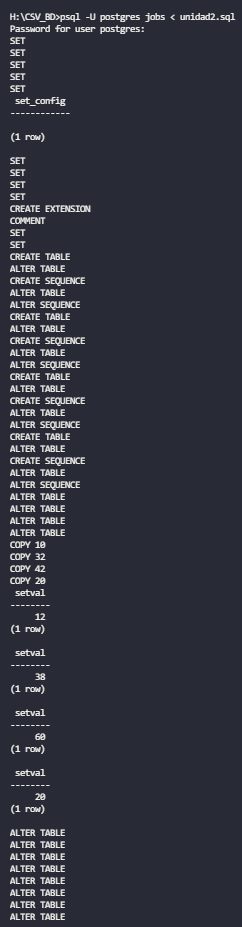 H:\CSV_BD>psql -U postgres jobs < unidad2.sql
Password for user postgres:
SET
SET
SET
SET
SET
set_config
------------

(1 row)

SET
SET
SET
SET
CREATE EXTENSION
COMMENT
SET
SET
CREATE TABLE
ALTER TABLE
CREATE SEQUENCE
ALTER TABLE
ALTER SEQUENCE
CREATE TABLE
ALTER TABLE
CREATE SEQUENCE
ALTER TABLE
ALTER SEQUENCE
CREATE TABLE
ALTER TABLE
CREATE SEQUENCE
ALTER TABLE
ALTER SEQUENCE
CREATE TABLE
ALTER TABLE
CREATE SEQUENCE
ALTER TABLE
ALTER SEQUENCE
ALTER TABLE
ALTER TABLE
ALTER TABLE
ALTER TABLE
COPY 10
COPY 32
COPY 42
COPY 20
setval
--------
12
(1 row)

setval
--------
38
(1 row)

setval
--------
60
(1 row)

setval
--------
20
(1 row)

ALTER TABLE
ALTER TABLE
ALTER TABLE
ALTER TABLE
ALTER TABLE
ALTER TABLE
ALTER TABLE
ALTER TABLE